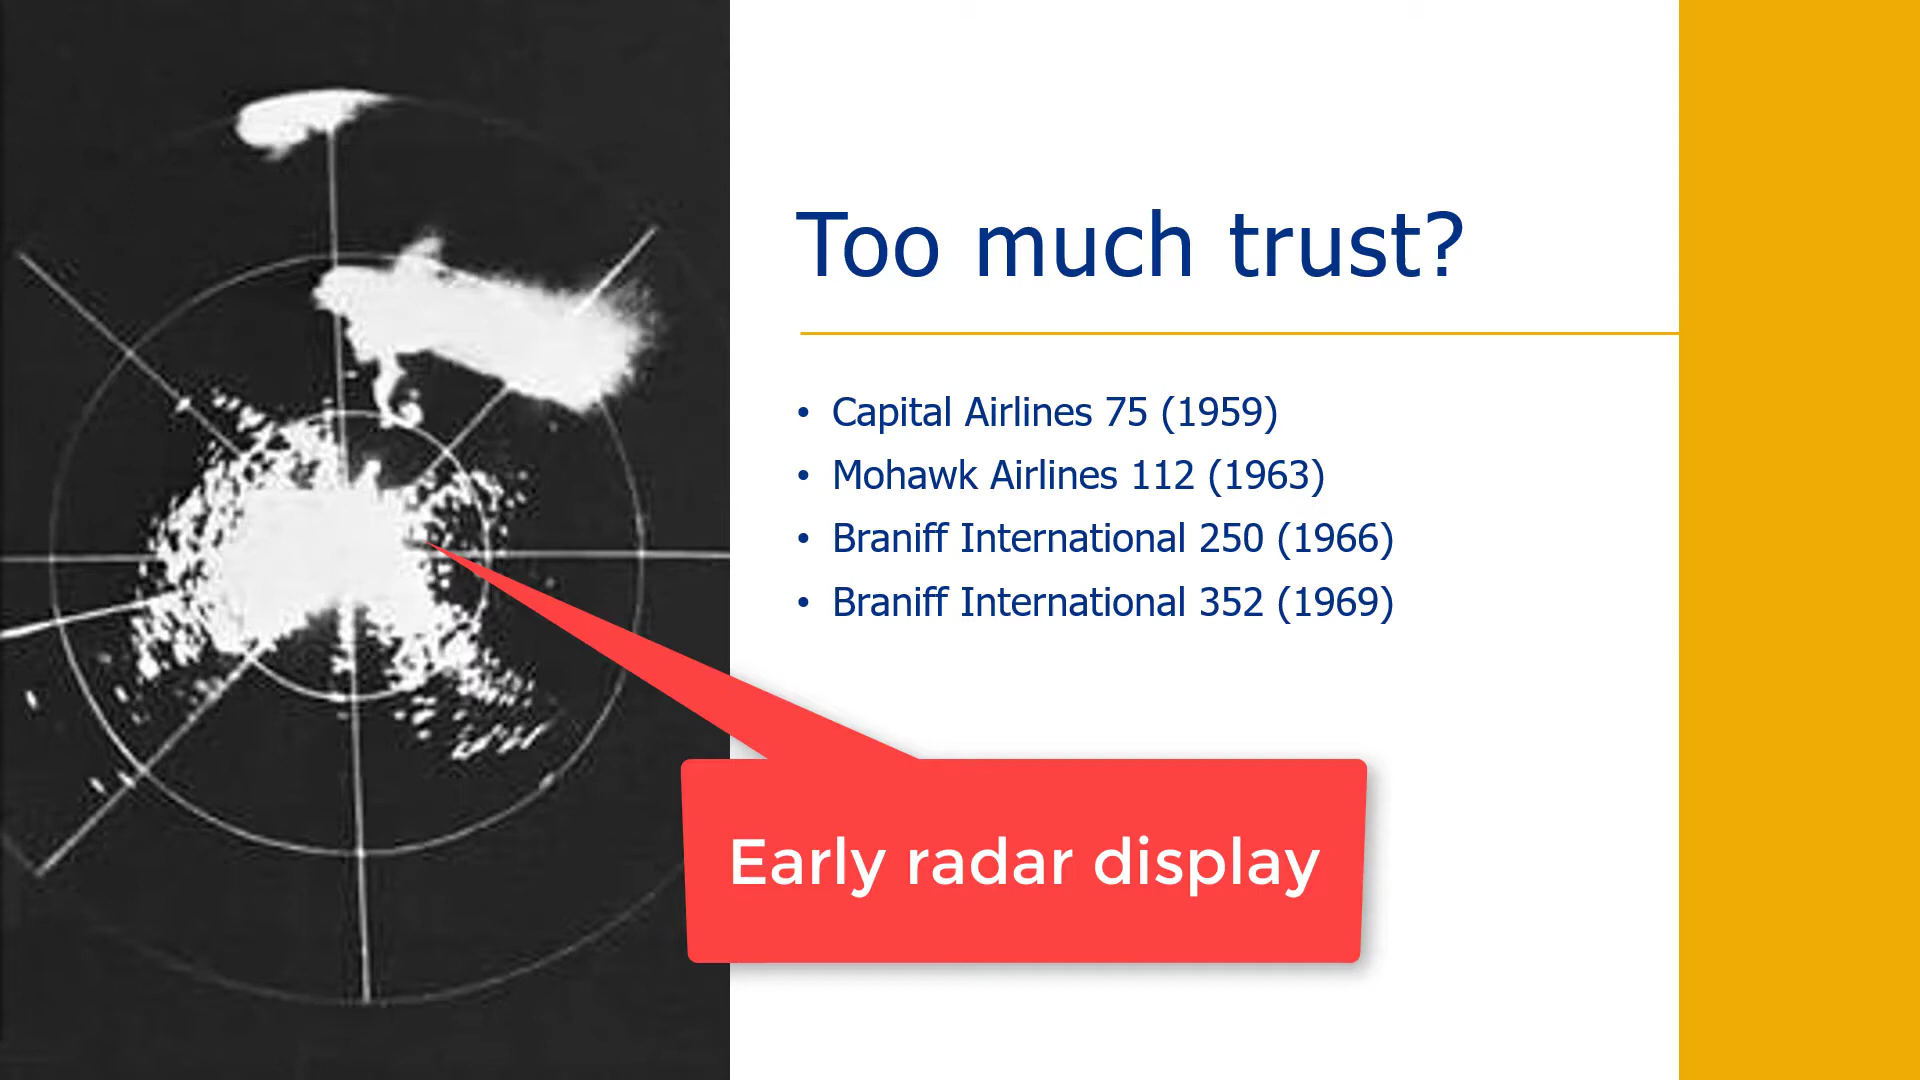 Too much trust?
• Capital Airlines 75 (1959)
• Mohawk Airlines 112 (1963)
• Braniff International 250 (1966)
• Braniff International 352 (1969)
Early radar display